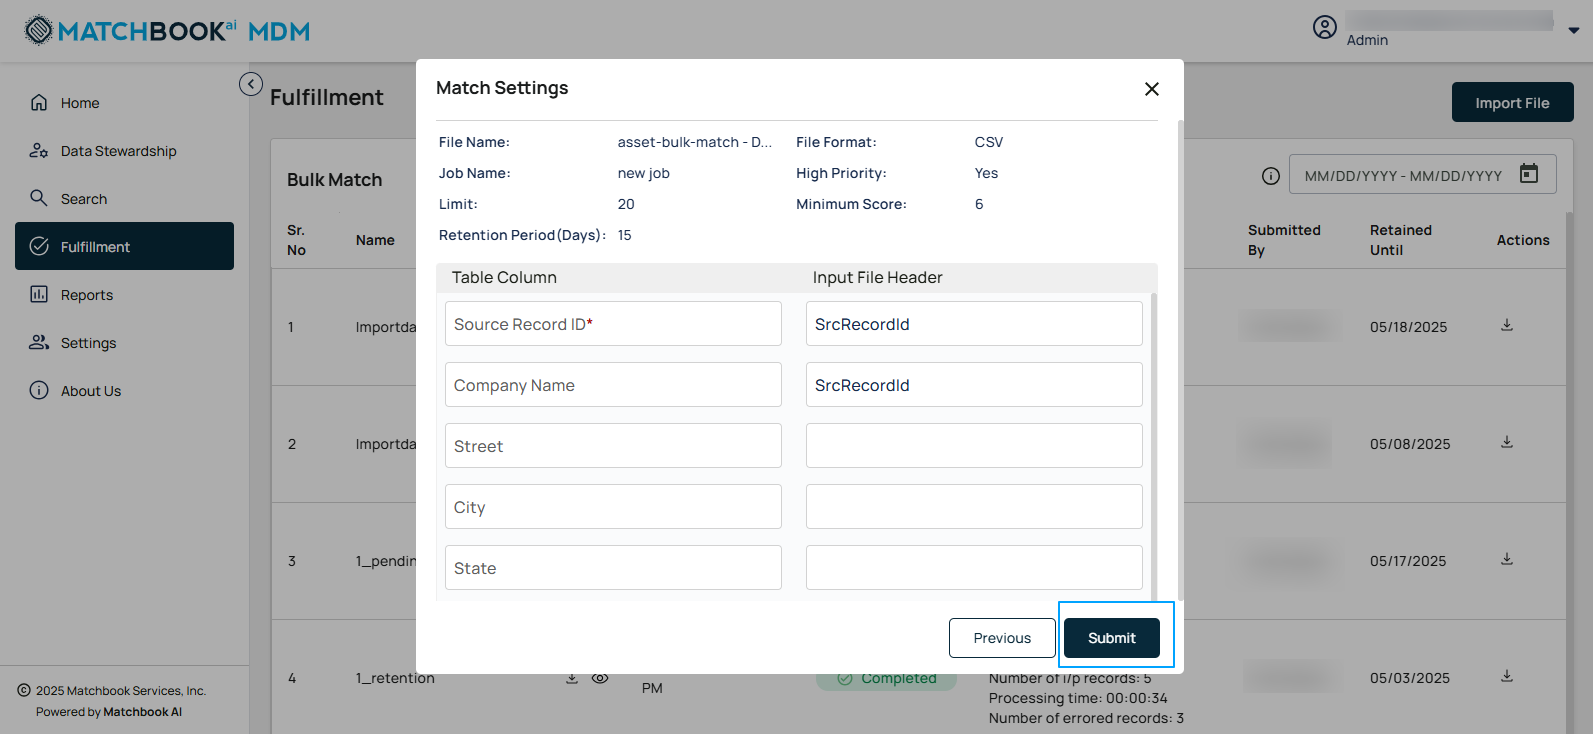 MATCHBOOKai MDM
Admin
Home
Data Stewardship
Search
Fulfillment
Reports
Settings
About Us
© 2025 Matchbook Services, Inc.
Powered by Matchbook AI
Fulfillment
Import File
Bulk Match
MM/DD/YYYY - MM/DD/YYYY
Sr. No
Name
Submitted By
Retained Until
Actions
1
Importda
05/18/2025
2
Importda
05/08/2025
3
1_pendin
05/17/2025
4
1_retention
PM
Completed
Number of i/p records: 5
Processing time: 00:00:34
Number of errored records: 3
05/03/2025
Match Settings
File Name: asset-bulk-match - D... File Format: CSV
Job Name: new job High Priority: Yes
Limit: 20 Minimum Score: 6
Retention Period(Days): 15
Table Column Input File Header
Source Record ID* SrcRecordId
Company Name SrcRecordId
Street
City
State
Previous Submit